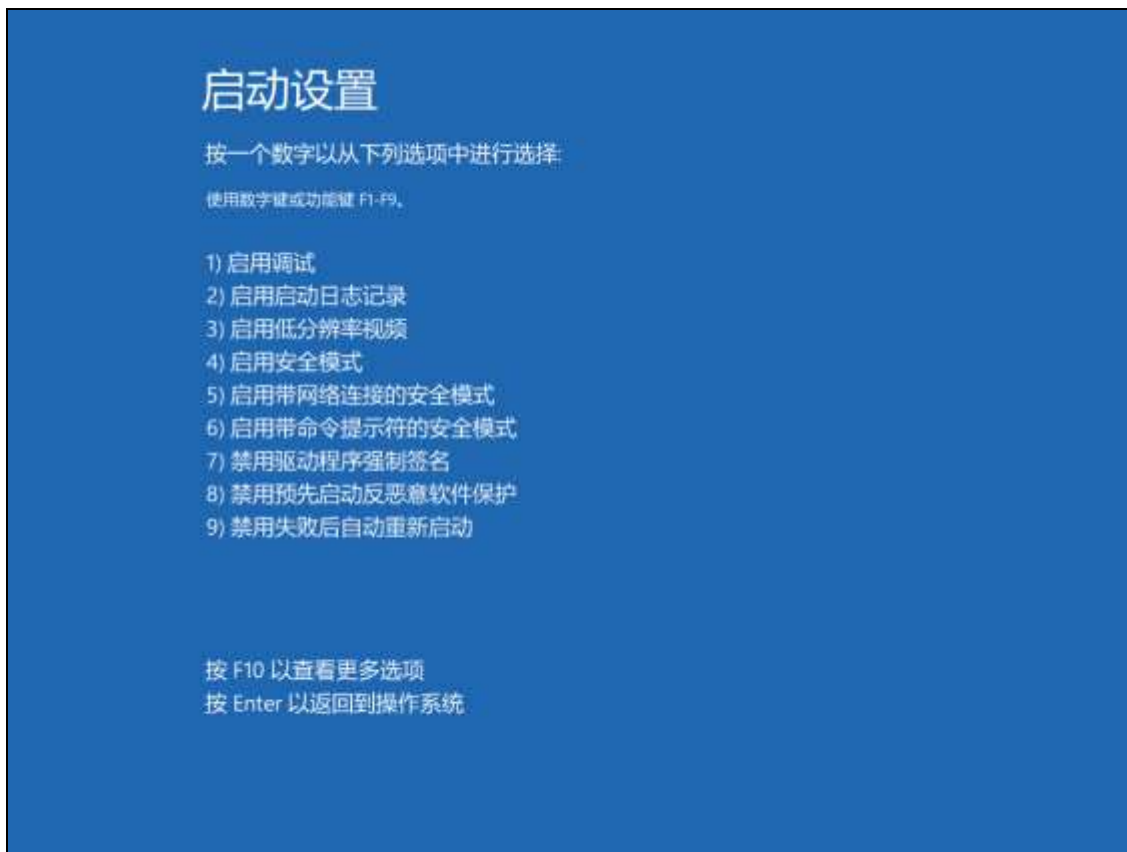 启动设置
按一个数字以从下列选项中进行选择:
使用数字键或功能键 F1-F9。
1) 启用调试
2) 启用启动日志记录
3) 启用低分辨率视频
4) 启用安全模式
5) 启用带网络连接的安全模式
6) 启用带命令提示符的安全模式
7) 禁用驱动程序强制签名
8) 禁用预先启动反恶意软件保护
9) 禁用失败后自动重新启动
按 F10 以查看更多选项
按 Enter 以返回到操作系统